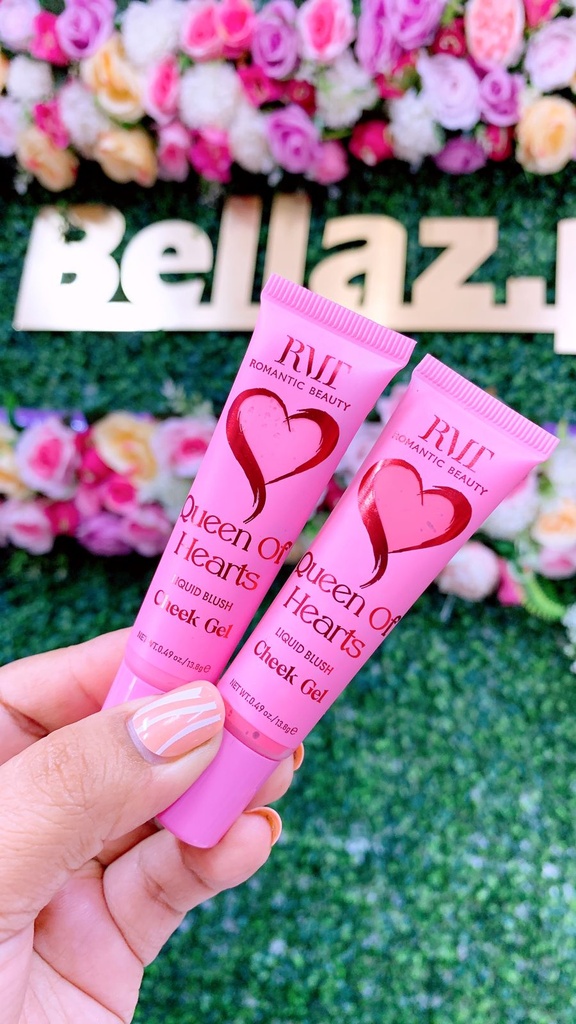 Bellaz.
RMT
ROMANTIC BEAUTY
Queen Of
Hearts
LIQUID BLUSH
Cheek Gel
NET WT.0.49 oz./13.8g℮
RMT
ROMANTIC BEAUTY
Queen Of
Hearts
LIQUID BLUSH
Cheek Gel
NET WT.0.49 oz./13.8g℮